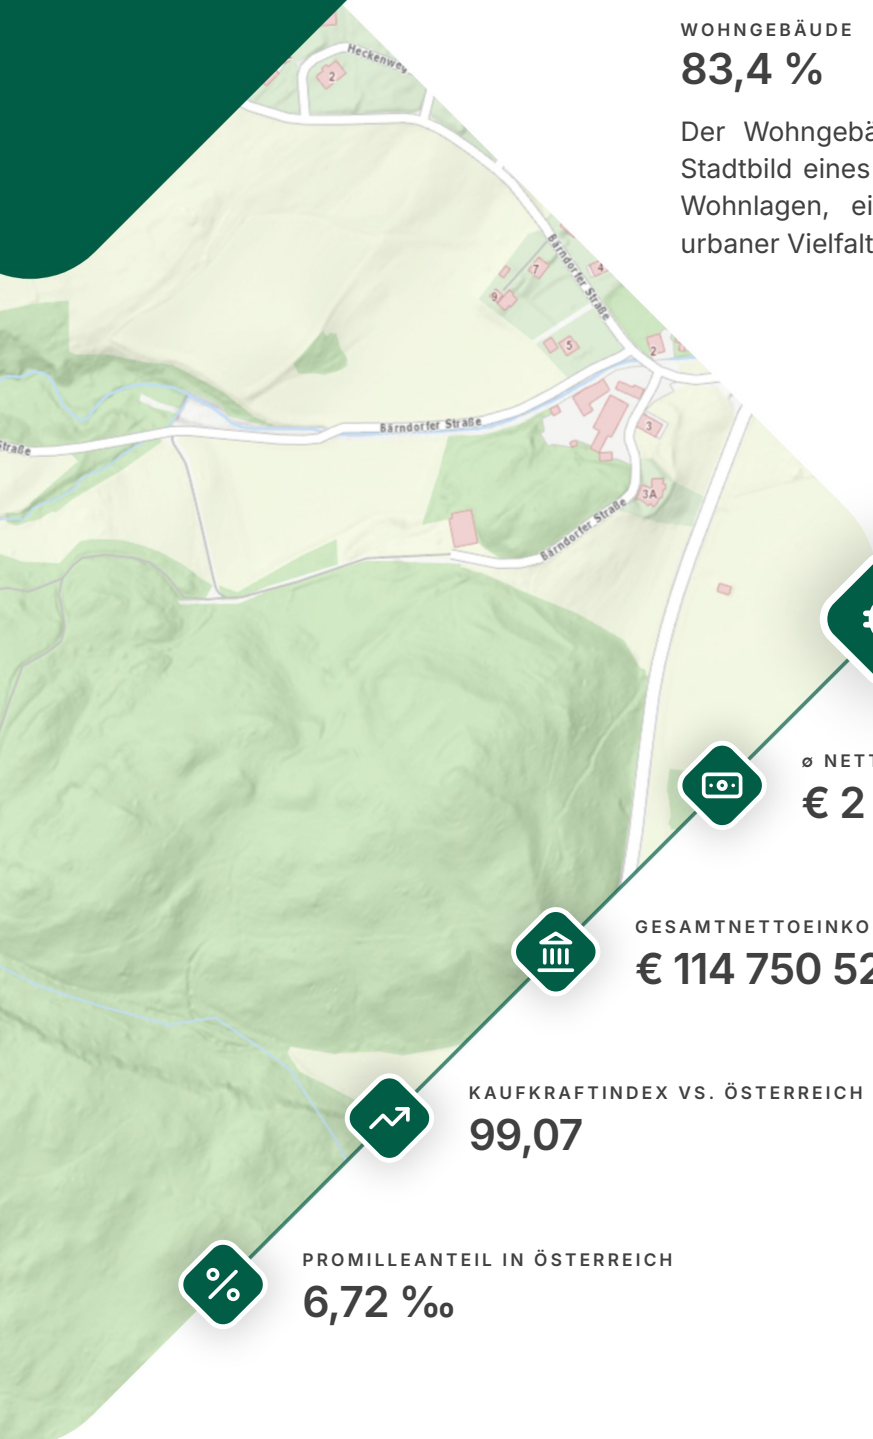 WOHNGEBÄUDE
83,4 %
Der Wohngebä
Stadtbild eines
Wohnlagen, ei
urbaner Vielfalt
Heckenweg
2
Bärndorfer Straße
7
4
9
5
2
Bärndorfer Straße
3
traße
3A
Bärndorfer Straße
ø NETT
€ 2
GESAMTNETTOEINKO
€ 114 750 52
KAUFKRAFTINDEX VS. ÖSTERREICH
99,07
PROMILLEANTEIL IN ÖSTERREICH
6,72 ‰